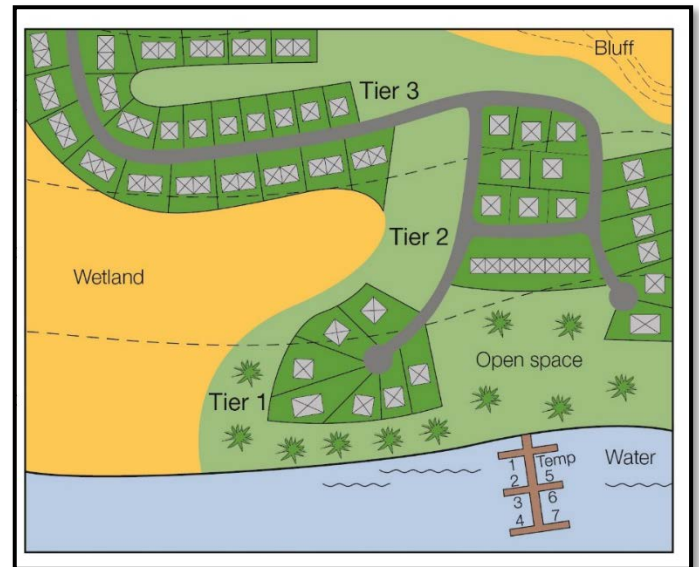 Bluff
Tier 3
Tier 2
Wetland
Open space
Tier 1
Water
1 Temp
2 5
3 6
4 7